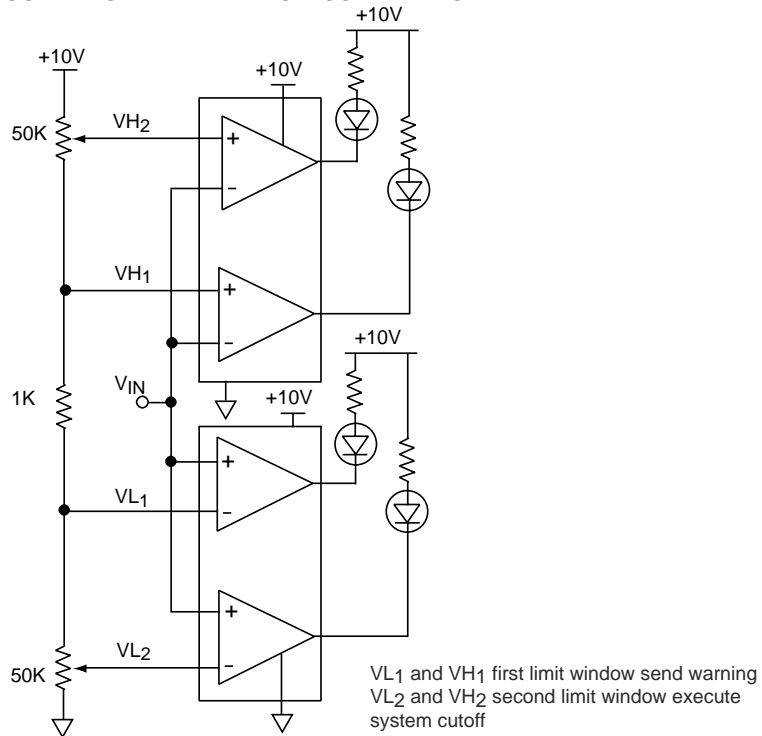 +10V
+10V
+10V
50K
VH2
+
−
VH1
+
−
VIN
+10V
+10V
1K
+
−
VL1
+
−
VL2
50K
VL1 and VH1 first limit window send warning
VL2 and VH2 second limit window execute
system cutoff